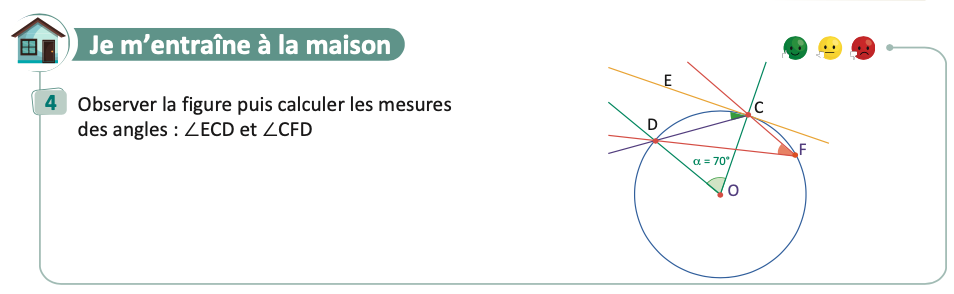 Je m’entraîne à la maison
4 Observer la figure puis calculer les mesures
des angles : ∠ECD et ∠CFD
E
C
D
F
α = 70°
O